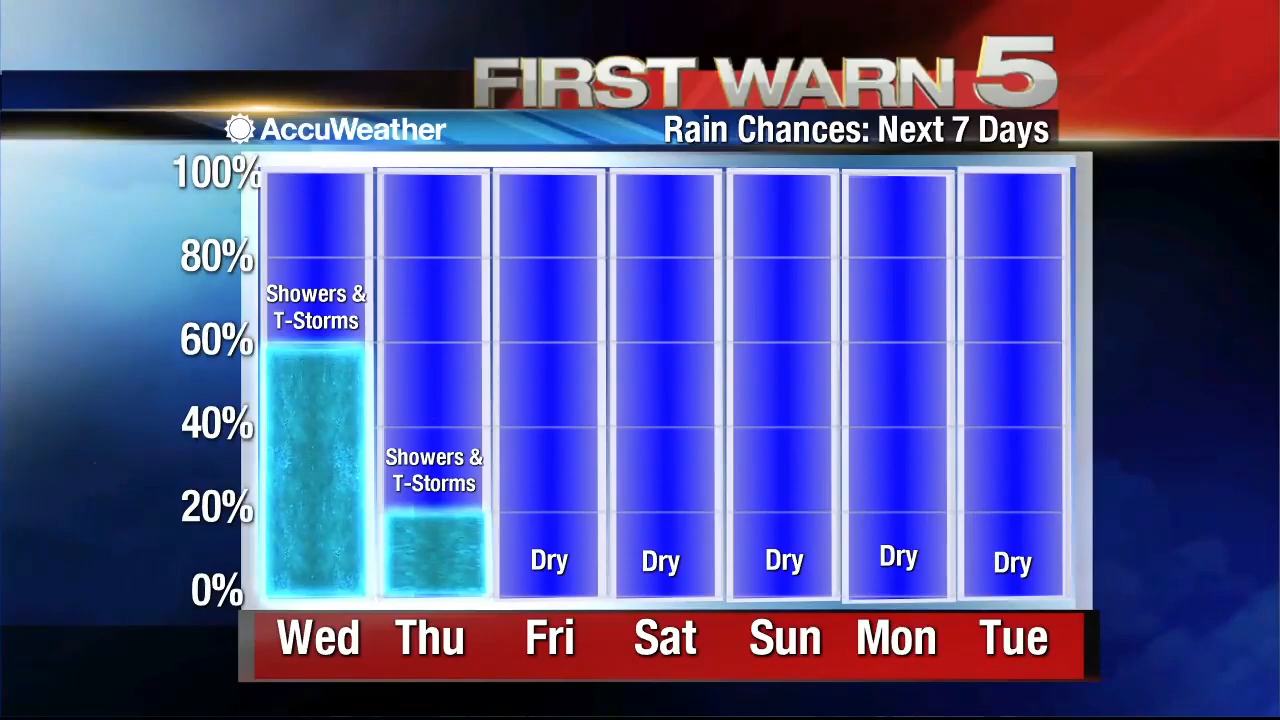 FIRST WARN 5
AccuWeather
Rain Chances: Next 7 Days
100%
80%
60%
40%
20%
0%
Showers &
T-Storms
Showers &
T-Storms
Dry
Dry
Dry
Dry
Dry
Wed
Thu
Fri
Sat
Sun
Mon
Tue